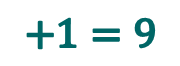 +1 = 9